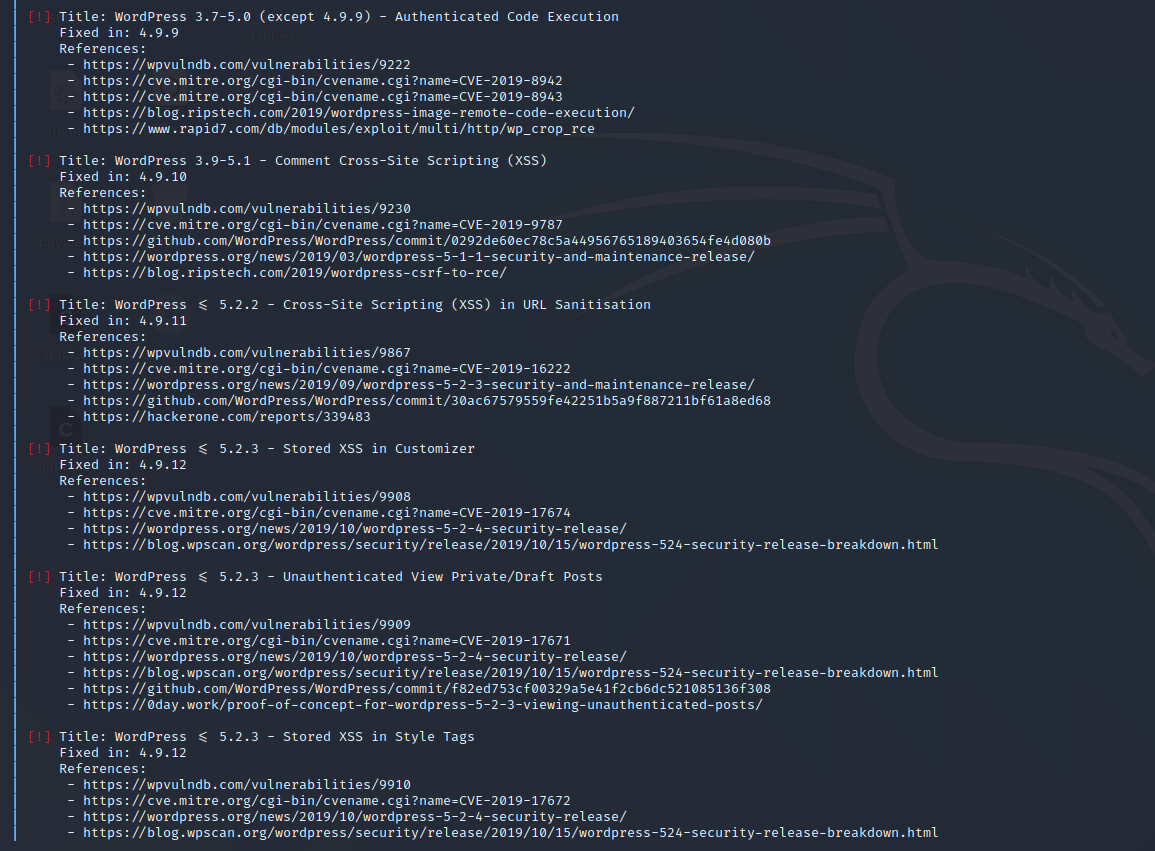 [!] Title: WordPress 3.7-5.0 (except 4.9.9) - Authenticated Code Execution
Fixed in: 4.9.9
References:
- https://wpvulndb.com/vulnerabilities/9222
- https://cve.mitre.org/cgi-bin/cvename.cgi?name=CVE-2019-8942
- https://cve.mitre.org/cgi-bin/cvename.cgi?name=CVE-2019-8943
- https://blog.ripstech.com/2019/wordpress-image-remote-code-execution/
- https://www.rapid7.com/db/modules/exploit/multi/http/wp_crop_rce
[!] Title: WordPress 3.9-5.1 - Comment Cross-Site Scripting (XSS)
Fixed in: 4.9.10
References:
- https://wpvulndb.com/vulnerabilities/9230
- https://cve.mitre.org/cgi-bin/cvename.cgi?name=CVE-2019-9787
- https://github.com/WordPress/WordPress/commit/0292de60ec78c5a44956765189403654fe4d080b
- https://wordpress.org/news/2019/03/wordpress-5-1-1-security-and-maintenance-release/
- https://blog.ripstech.com/2019/wordpress-csrf-to-rce/
[!] Title: WordPress ≤ 5.2.2 - Cross-Site Scripting (XSS) in URL Sanitisation
Fixed in: 4.9.11
References:
- https://wpvulndb.com/vulnerabilities/9867
- https://cve.mitre.org/cgi-bin/cvename.cgi?name=CVE-2019-16222
- https://wordpress.org/news/2019/09/wordpress-5-2-3-security-and-maintenance-release/
- https://github.com/WordPress/WordPress/commit/30ac67579559fe42251b5a9f887211bf61a8ed68
- https://hackerone.com/reports/339483
[!] Title: WordPress ≤ 5.2.3 - Stored XSS in Customizer
Fixed in: 4.9.12
References:
- https://wpvulndb.com/vulnerabilities/9908
- https://cve.mitre.org/cgi-bin/cvename.cgi?name=CVE-2019-17674
- https://wordpress.org/news/2019/10/wordpress-5-2-4-security-release/
- https://blog.wpscan.org/wordpress/security/release/2019/10/15/wordpress-524-security-release-breakdown.html
[!] Title: WordPress ≤ 5.2.3 - Unauthenticated View Private/Draft Posts
Fixed in: 4.9.12
References:
- https://wpvulndb.com/vulnerabilities/9909
- https://cve.mitre.org/cgi-bin/cvename.cgi?name=CVE-2019-17671
- https://wordpress.org/news/2019/10/wordpress-5-2-4-security-release/
- https://blog.wpscan.org/wordpress/security/release/2019/10/15/wordpress-524-security-release-breakdown.html
- https://github.com/WordPress/WordPress/commit/f82ed753cf00329a5e41f2cb6dc521085136f308
- https://0day.work/proof-of-concept-for-wordpress-5-2-3-viewing-unauthenticated-posts/
[!] Title: WordPress ≤ 5.2.3 - Stored XSS in Style Tags
Fixed in: 4.9.12
References:
- https://wpvulndb.com/vulnerabilities/9910
- https://cve.mitre.org/cgi-bin/cvename.cgi?name=CVE-2019-17672
- https://wordpress.org/news/2019/10/wordpress-5-2-4-security-release/
- https://blog.wpscan.org/wordpress/security/release/2019/10/15/wordpress-524-security-release-breakdown.html